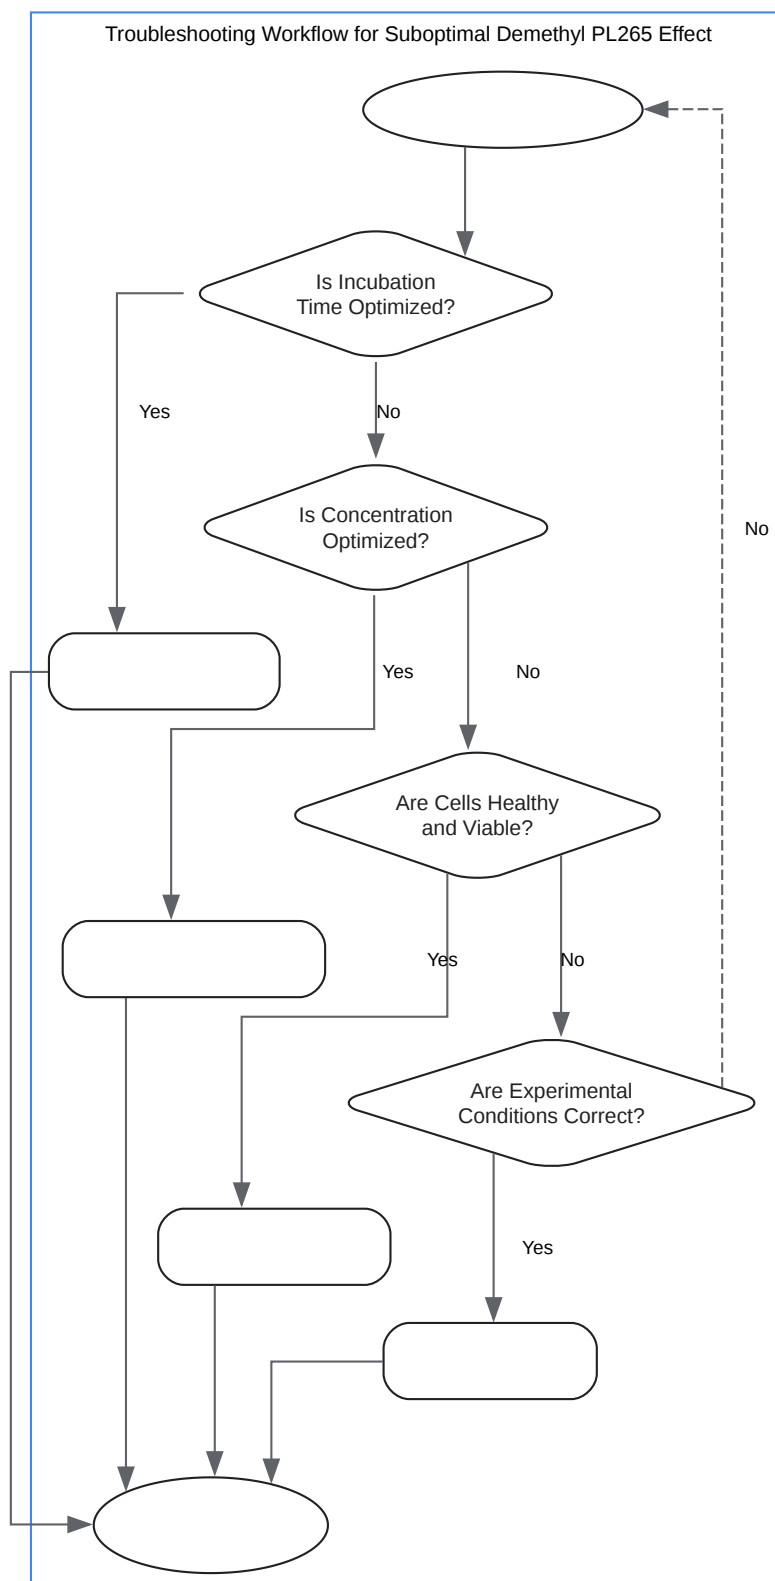 Troubleshooting Workflow for Suboptimal Demethyl PL265 Effect
Is Incubation
Time Optimized?
Yes
No
Is Concentration
Optimized?
No
Yes
No
Are Cells Healthy
and Viable?
Yes
No
Are Experimental
Conditions Correct?
Yes